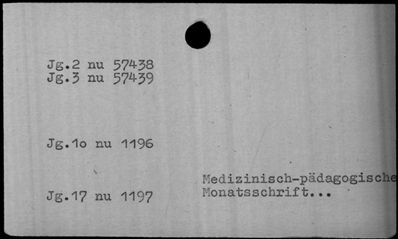 Jg.2 nu 57438
Jg.3 nu 57439
Jg.1o nu 1196
Medizinisch-pädagogische
Jg.17 nu 1197
Monatsschrift...